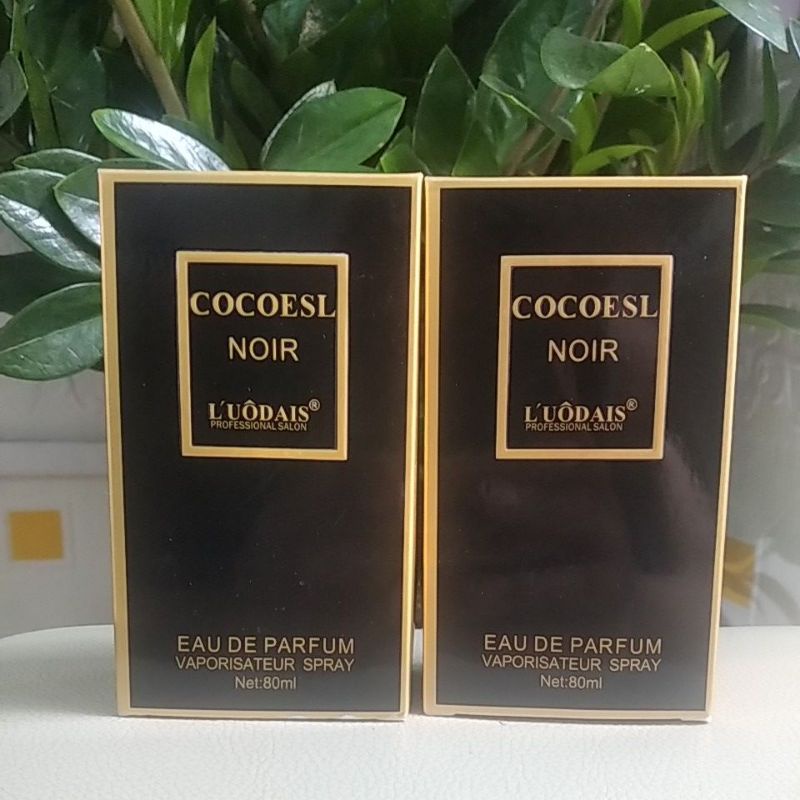 COCOESL
NOIR
L'UÔDAIS®
PROFESSIONAL SALON
EAU DE PARFUM
VAPORISATEUR SPRAY
Net:80ml
COCOESL
NOIR
L'UÔDAIS®
PROFESSIONAL SALON
EAU DE PARFUM
VAPORISATEUR SPRAY
Net:80ml